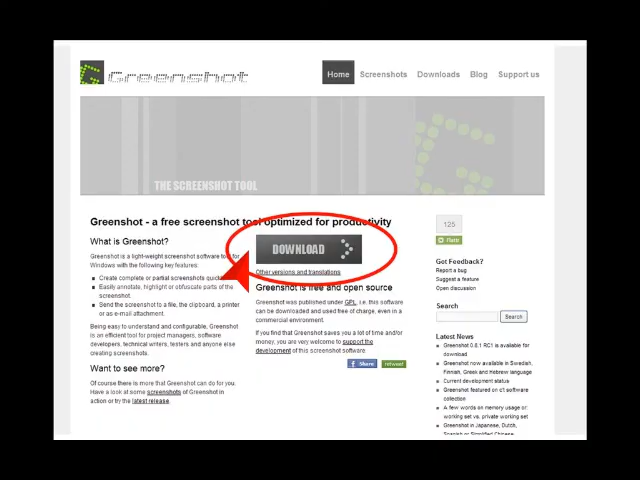 Greenshot
Home Screenshots Downloads Blog Support us
THE SCREENSHOT TOOL
Greenshot - a free screenshot tool optimized for productivity
What is Greenshot?
Greenshot is a light-weight screenshot software tool for
Windows with the following key features:
Create complete or partial screenshots
Easily annotate, highlight or obfuscate parts of the
screenshot.
Send the screenshot to a file, the clipboard, a printer
or as e-mail attachment.
Being easy to understand and configurable, Greenshot
is an efficient tool for project managers, software
developers, technical writers, testers and anyone else
creating screenshots.
Want to see more?
Of course there is more that Greenshot can do for you.
Have a look at some screenshots of Greenshot in
action or try the latest release.
DOWNLOAD
Other versions and translations
Greenshot is free and open source
Greenshot was published under GPL, i.e. this software
can be downloaded and used free of charge, even in a
commercial environment.
If you find that Greenshot saves you a lot of time and/or
money, you are very welcome to support the
development of this screenshot software.
Share retweet
125
Flattr
Got Feedback?
Report a bug
Suggest a feature
Open discussion
Search
Search
Latest News
Greenshot 0.8.1 RC1 is available for
download
Greenshot now available in Swedish,
Finnish, Greek and Hebrew language
Current development status
Greenshot featured on c't software
collection
A few words on memory usage or:
working set vs. private working set
Greenshot in Japanese, Dutch,
Spanish or Simplified Chinese